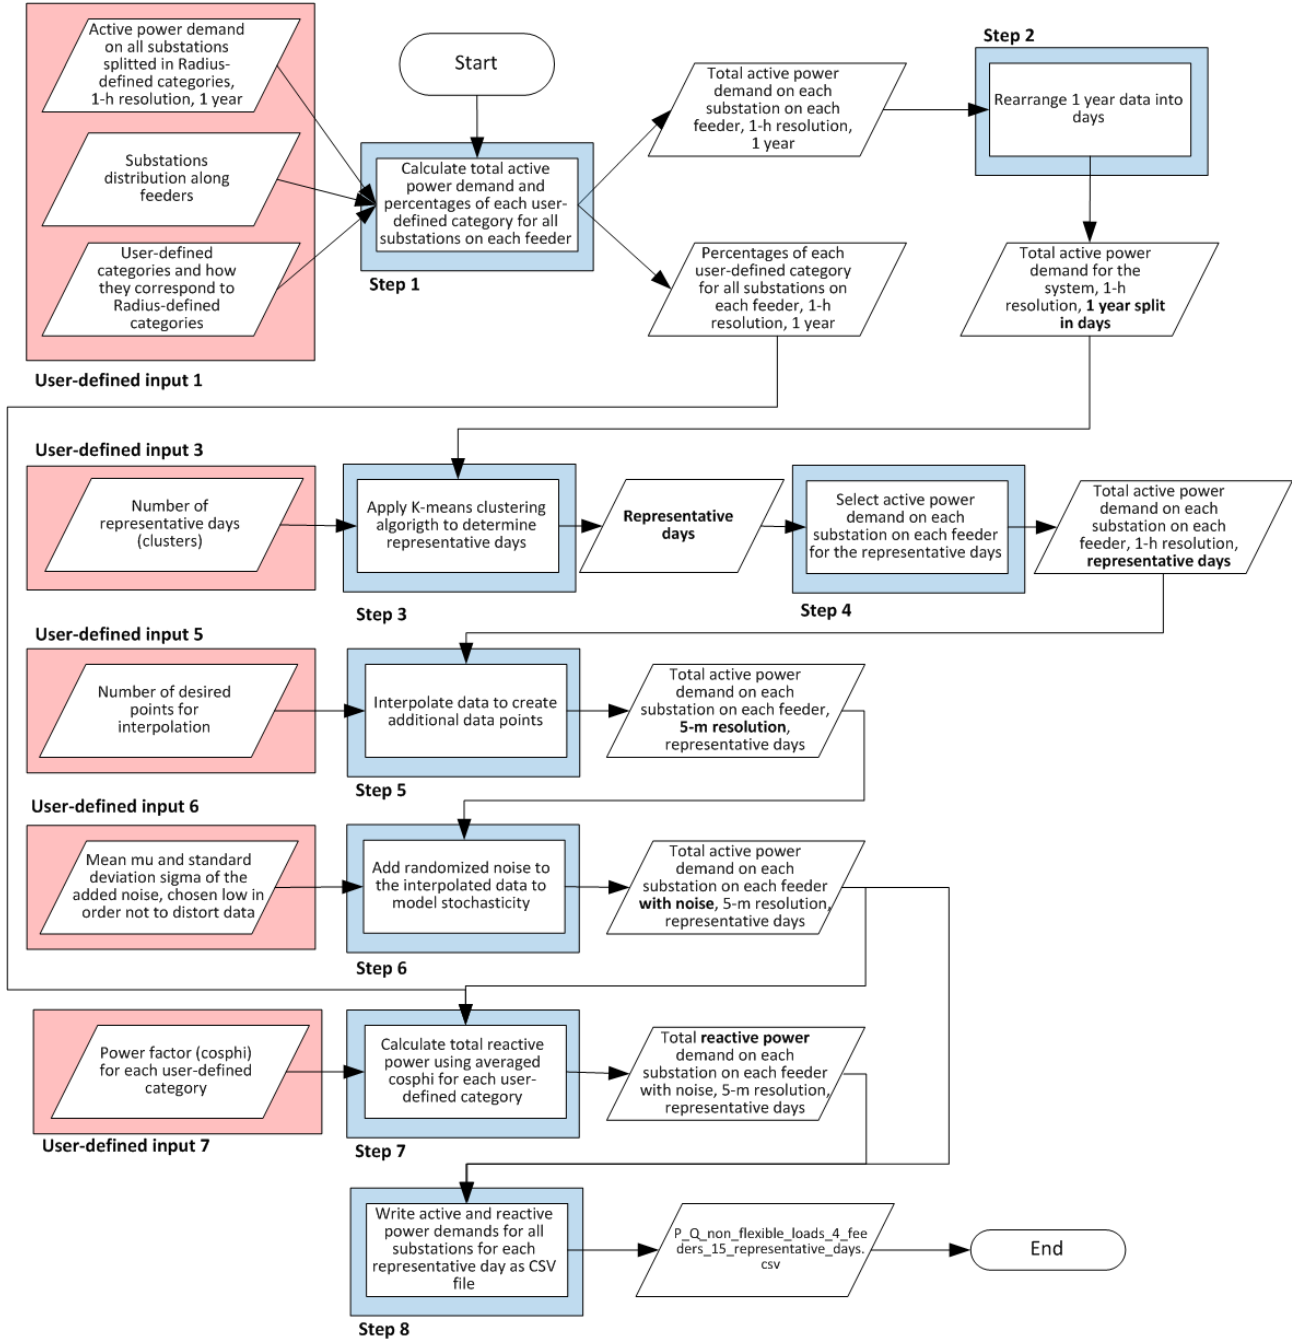 Active power demand
on all substations
splitted in Radius-
defined categories,
1-h resolution, 1 year
Substations
distribution along
feeders
User-defined
categories and how
they correspond to
Radius-defined
categories
User-defined input 1
Start
Calculate total active
power demand and
percentages of each user-
defined category for all
substations on each feeder
Step 1
Total active power
demand on each
substation on each
feeder, 1-h resolution,
1 year
Percentages of each
user-defined category
for all substations on
each feeder, 1-h
resolution, 1 year
Step 2
Rearrange 1 year data into
days
Total active power
demand for the
system, 1-h
resolution, 1 year split
in days
User-defined input 3
Number of
representative days
(clusters)
Apply K-means clustering
algorigth to determine
representative days
Step 3
Representative
days
Select active power
demand on each
substation on each feeder
for the representative days
Step 4
Total active power
demand on each
substation on each
feeder, 1-h resolution,
representative days
User-defined input 5
Number of desired
points for
interpolation
Interpolate data to create
additional data points
Step 5
Total active power
demand on each
substation on each feeder,
5-m resolution,
representative days
User-defined input 6
Mean mu and standard
deviation sigma of the
added noise, chosen low in
order not to distort data
Add randomized noise to
the interpolated data to
model stochasticity
Step 6
Total active power
demand on each
substation on each feeder
with noise, 5-m resolution,
representative days
Power factor (cosphi)
for each user-defined
category
User-defined input 7
Calculate total reactive
power using averaged
cosphi for each user-
defined category
Step 7
Total reactive power
demand on each
substation on each feeder
with noise, 5-m resolution,
representative days
Write active and reactive
power demands for all
substations for each
representative day as CSV
file
Step 8
P_Q_non_flexible_loads_4_fee
ders_15_representative_days.
csv
End